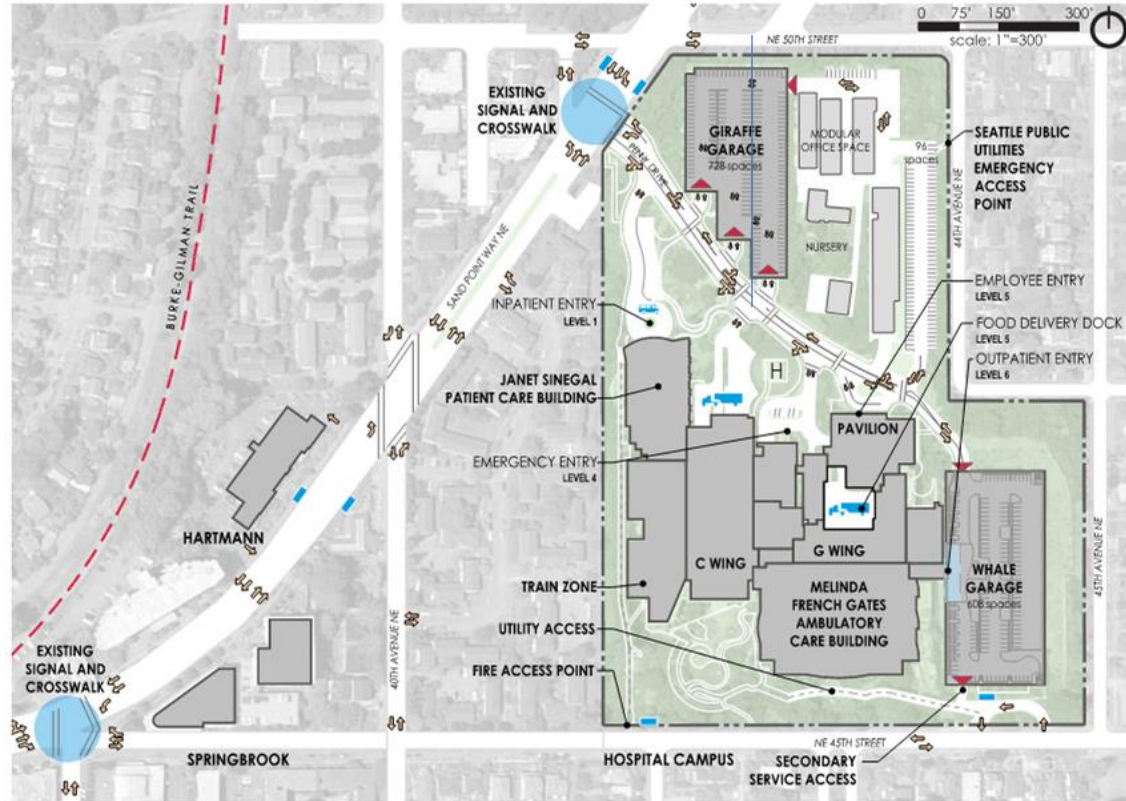 0 75' 150' 300'
scale: 1"=300'
NE 50TH STREET
EXISTING
SIGNAL AND
CROSSWALK
GIRAFFE
GARAGE
728 spaces
MODULAR
OFFICE SPACE
96
spaces
SEATTLE PUBLIC
UTILITIES
EMERGENCY
ACCESS
POINT
PENNY DRIVE
44TH AVENUE NE
BURKE-GILMAN TRAIL
SAND POINT WAY NE
NURSERY
INPATIENT ENTRY
LEVEL 1
EMPLOYEE ENTRY
LEVEL 5
FOOD DELIVERY DOCK
LEVEL 5
OUTPATIENT ENTRY
LEVEL 6
H
JANET SINEGAL
PATIENT CARE BUILDING
PAVILION
EMERGENCY ENTRY
LEVEL 4
HARTMANN
C WING
G WING
TRAIN ZONE
WHALE
GARAGE
608 spaces
45TH AVENUE NE
MELINDA
FRENCH GATES
AMBULATORY
CARE BUILDING
UTILITY ACCESS
40TH AVENUE NE
FIRE ACCESS POINT
EXISTING
SIGNAL AND
CROSSWALK
SPRINGBROOK
HOSPITAL CAMPUS
NE 45TH STREET
SECONDARY
SERVICE ACCESS